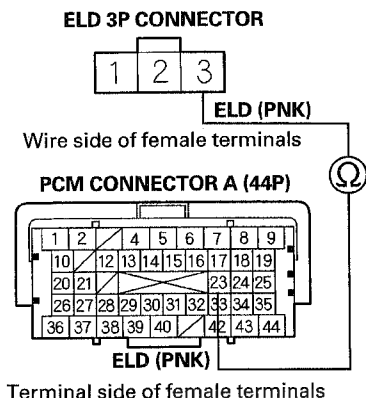 ELD 3P CONNECTOR
1 2 3
ELD (PNK)
Wire side of female terminals
Ω
PCM CONNECTOR A (44P)
1 2 4 5 6 7 8 9
10 12 13 14 15 16 17 18 19
20 21 23 24 25
26 27 28 29 30 31 32 33 34 35
36 37 38 39 40 42 43 44
ELD (PNK)
Terminal side of female terminals